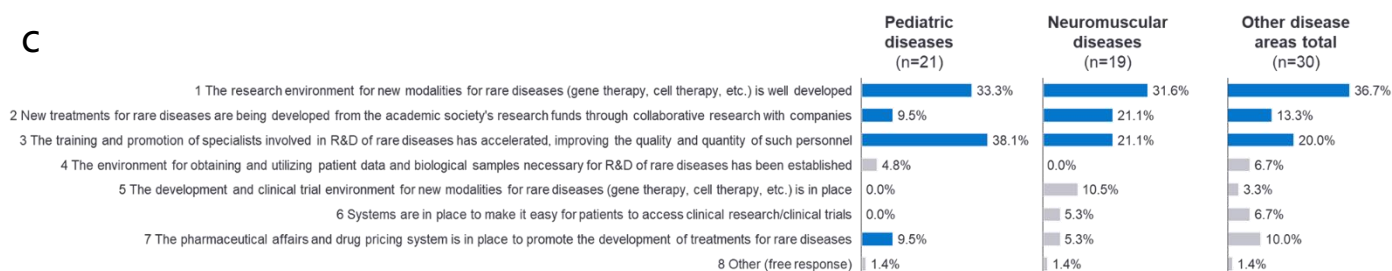 C
Pediatric diseases (n=21)
Neuromuscular diseases (n=19)
Other disease areas total (n=30)
1 The research environment for new modalities for rare diseases (gene therapy, cell therapy, etc.) is well developed 33.3% 31.6% 36.7%
2 New treatments for rare diseases are being developed from the academic society's research funds through collaborative research with companies 9.5% 21.1% 13.3%
3 The training and promotion of specialists involved in R&D of rare diseases has accelerated, improving the quality and quantity of such personnel 38.1% 21.1% 20.0%
4 The environment for obtaining and utilizing patient data and biological samples necessary for R&D of rare diseases has been established 4.8% 0.0% 6.7%
5 The development and clinical trial environment for new modalities for rare diseases (gene therapy, cell therapy, etc.) is in place 0.0% 10.5% 3.3%
6 Systems are in place to make it easy for patients to access clinical research/clinical trials 0.0% 5.3% 6.7%
7 The pharmaceutical affairs and drug pricing system is in place to promote the development of treatments for rare diseases 9.5% 5.3% 10.0%
8 Other (free response) 1.4% 1.4% 1.4%